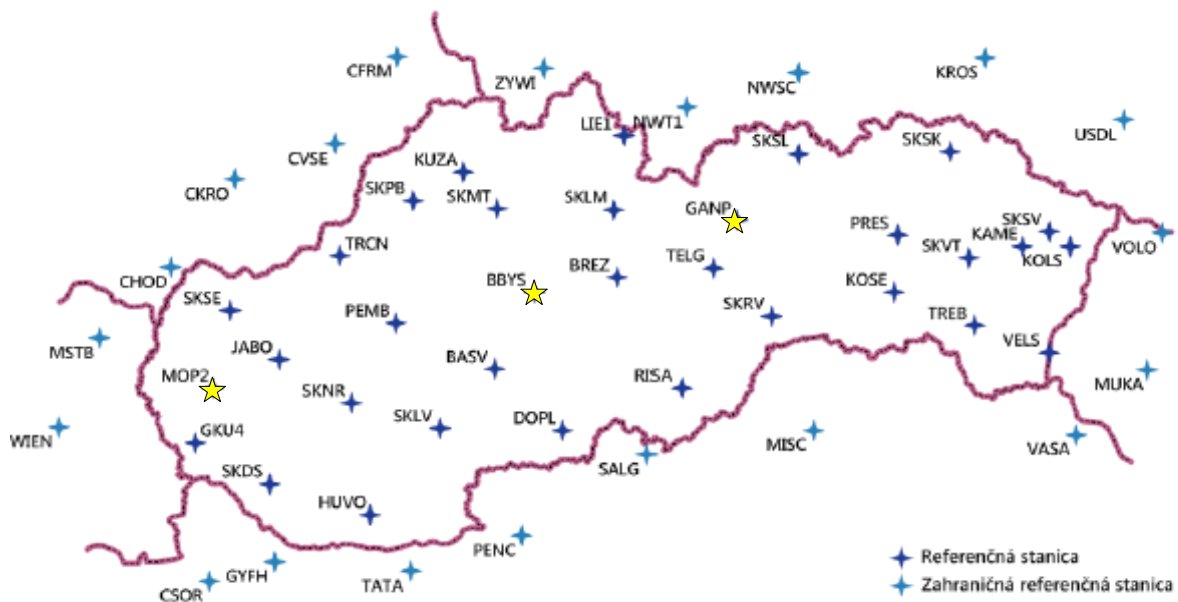 CFRM
ZYWI
NWSC
KROS
LIE1
NWT1
USDL
SKSL
SKSK
CVSE
KUZA
CKRO
SKPB
SKMT
SKLM
GANP
PRES
SKSV
KAME
VOLO
TRCN
SKVT
KOLS
CHOD
BBYS
BREZ
TELG
KOSE
SKSE
PEMB
SKRV
TREB
MSTB
JABO
BASV
VELS
MOP2
RISA
MUKA
SKNR
SKLV
DOPL
WIEN
GKU4
MISC
VASA
SKDS
SALG
HUVO
PENC
GYFH
TATA
CSOR
Referenčná stanica
Zahraničná referenčná stanica